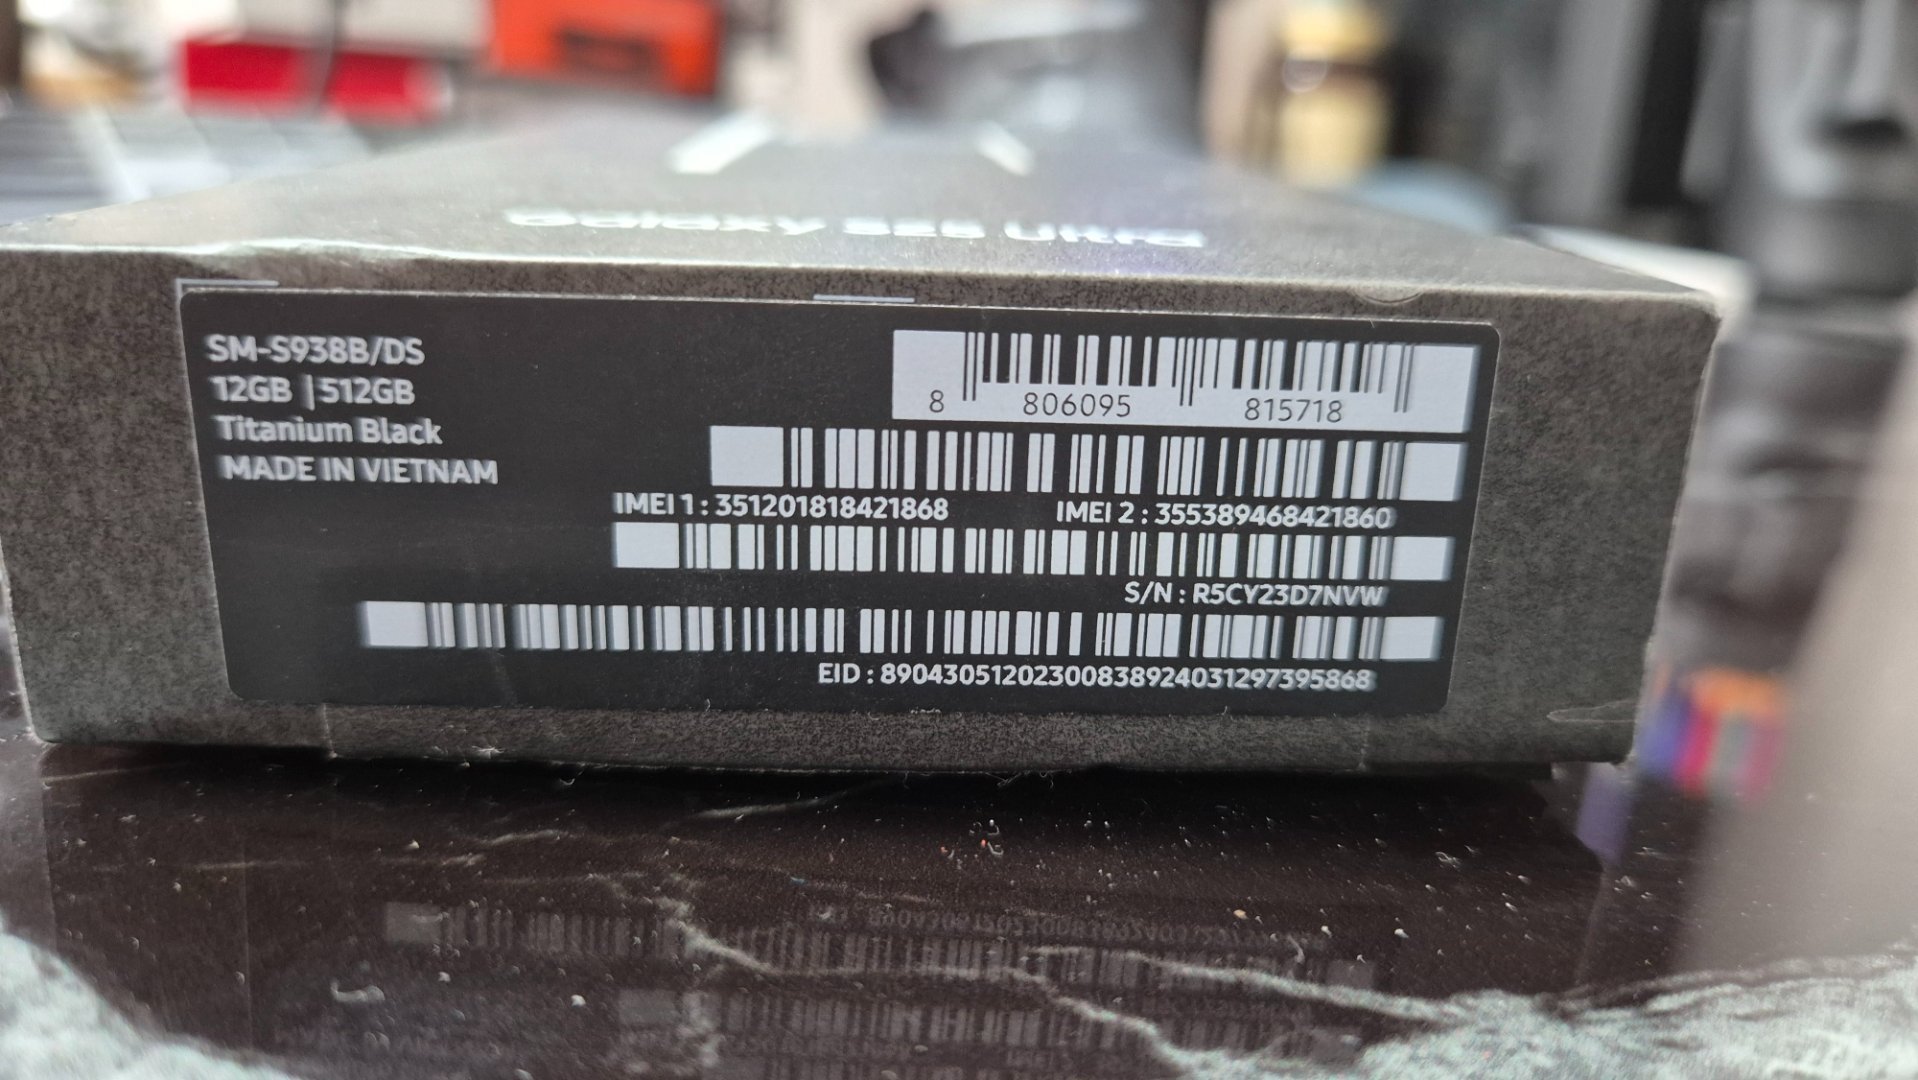 Galaxy S25 Ultra
SM-S938B/DS
12GB | 512GB
Titanium Black
MADE IN VIETNAM
8 806095 815718
IMEI 1 : 351201818421868
IMEI 2 : 355389468421860
S/N : R5CY23D7NVW
EID : 89043051202300838924031297395868